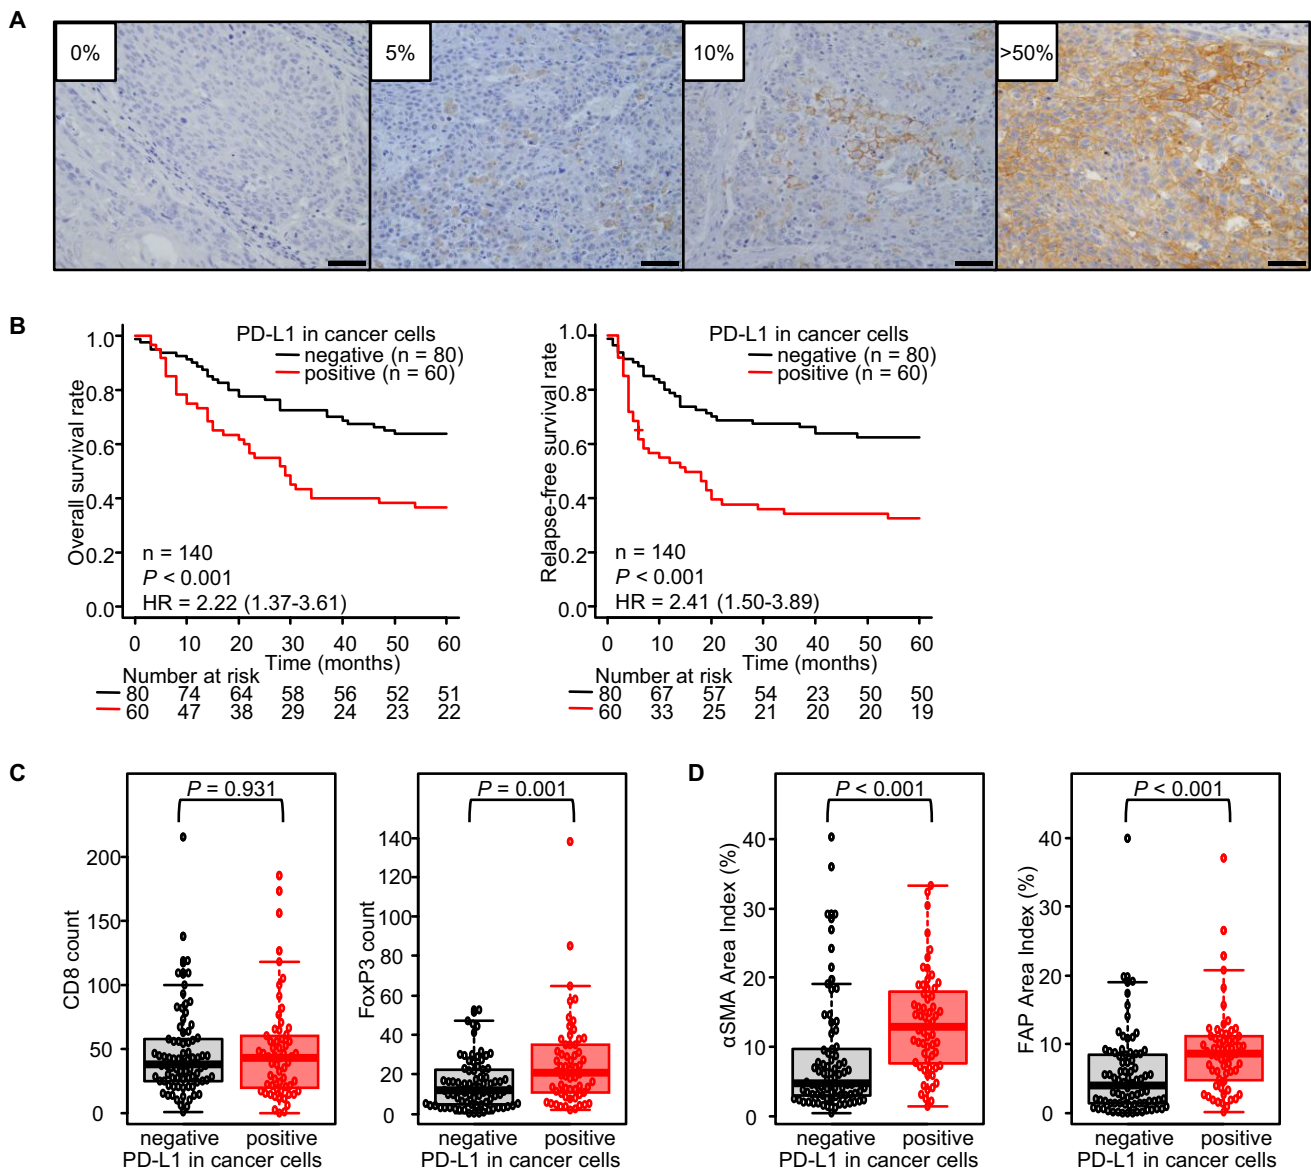 A
0%
5%
10%
>50%
B
PD-L1 in cancer cells
negative (n = 80)
positive (n = 60)
Overall survival rate
1.0
0.8
0.6
0.4
0.2
0.0
n = 140
P < 0.001
HR = 2.22 (1.37-3.61)
0 10 20 30 40 50 60
Time (months)
Number at risk
80 74 64 58 56 52 51
60 47 38 29 24 23 22
PD-L1 in cancer cells
negative (n = 80)
positive (n = 60)
Relapse-free survival rate
1.0
0.8
0.6
0.4
0.2
0.0
n = 140
P < 0.001
HR = 2.41 (1.50-3.89)
0 10 20 30 40 50 60
Time (months)
Number at risk
80 67 57 54 23 50 50
60 33 25 21 20 20 19
C
P = 0.931
CD8 count
200
150
100
50
0
negative positive
PD-L1 in cancer cells
P = 0.001
FoxP3 count
140
120
100
80
60
40
20
0
negative positive
PD-L1 in cancer cells
D
P < 0.001
αSMA Area Index (%)
40
30
20
10
0
negative positive
PD-L1 in cancer cells
P < 0.001
FAP Area Index (%)
40
30
20
10
0
negative positive
PD-L1 in cancer cells